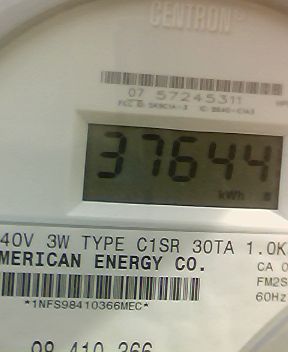 CENTRON
07 57245311
37644
kWh
40V 3W TYPE C1SR 30TA 1.0K
MERICAN ENERGY CO.
CA 0
FM2S
60Hz
*1NFS98410366MEC*
98 410 366